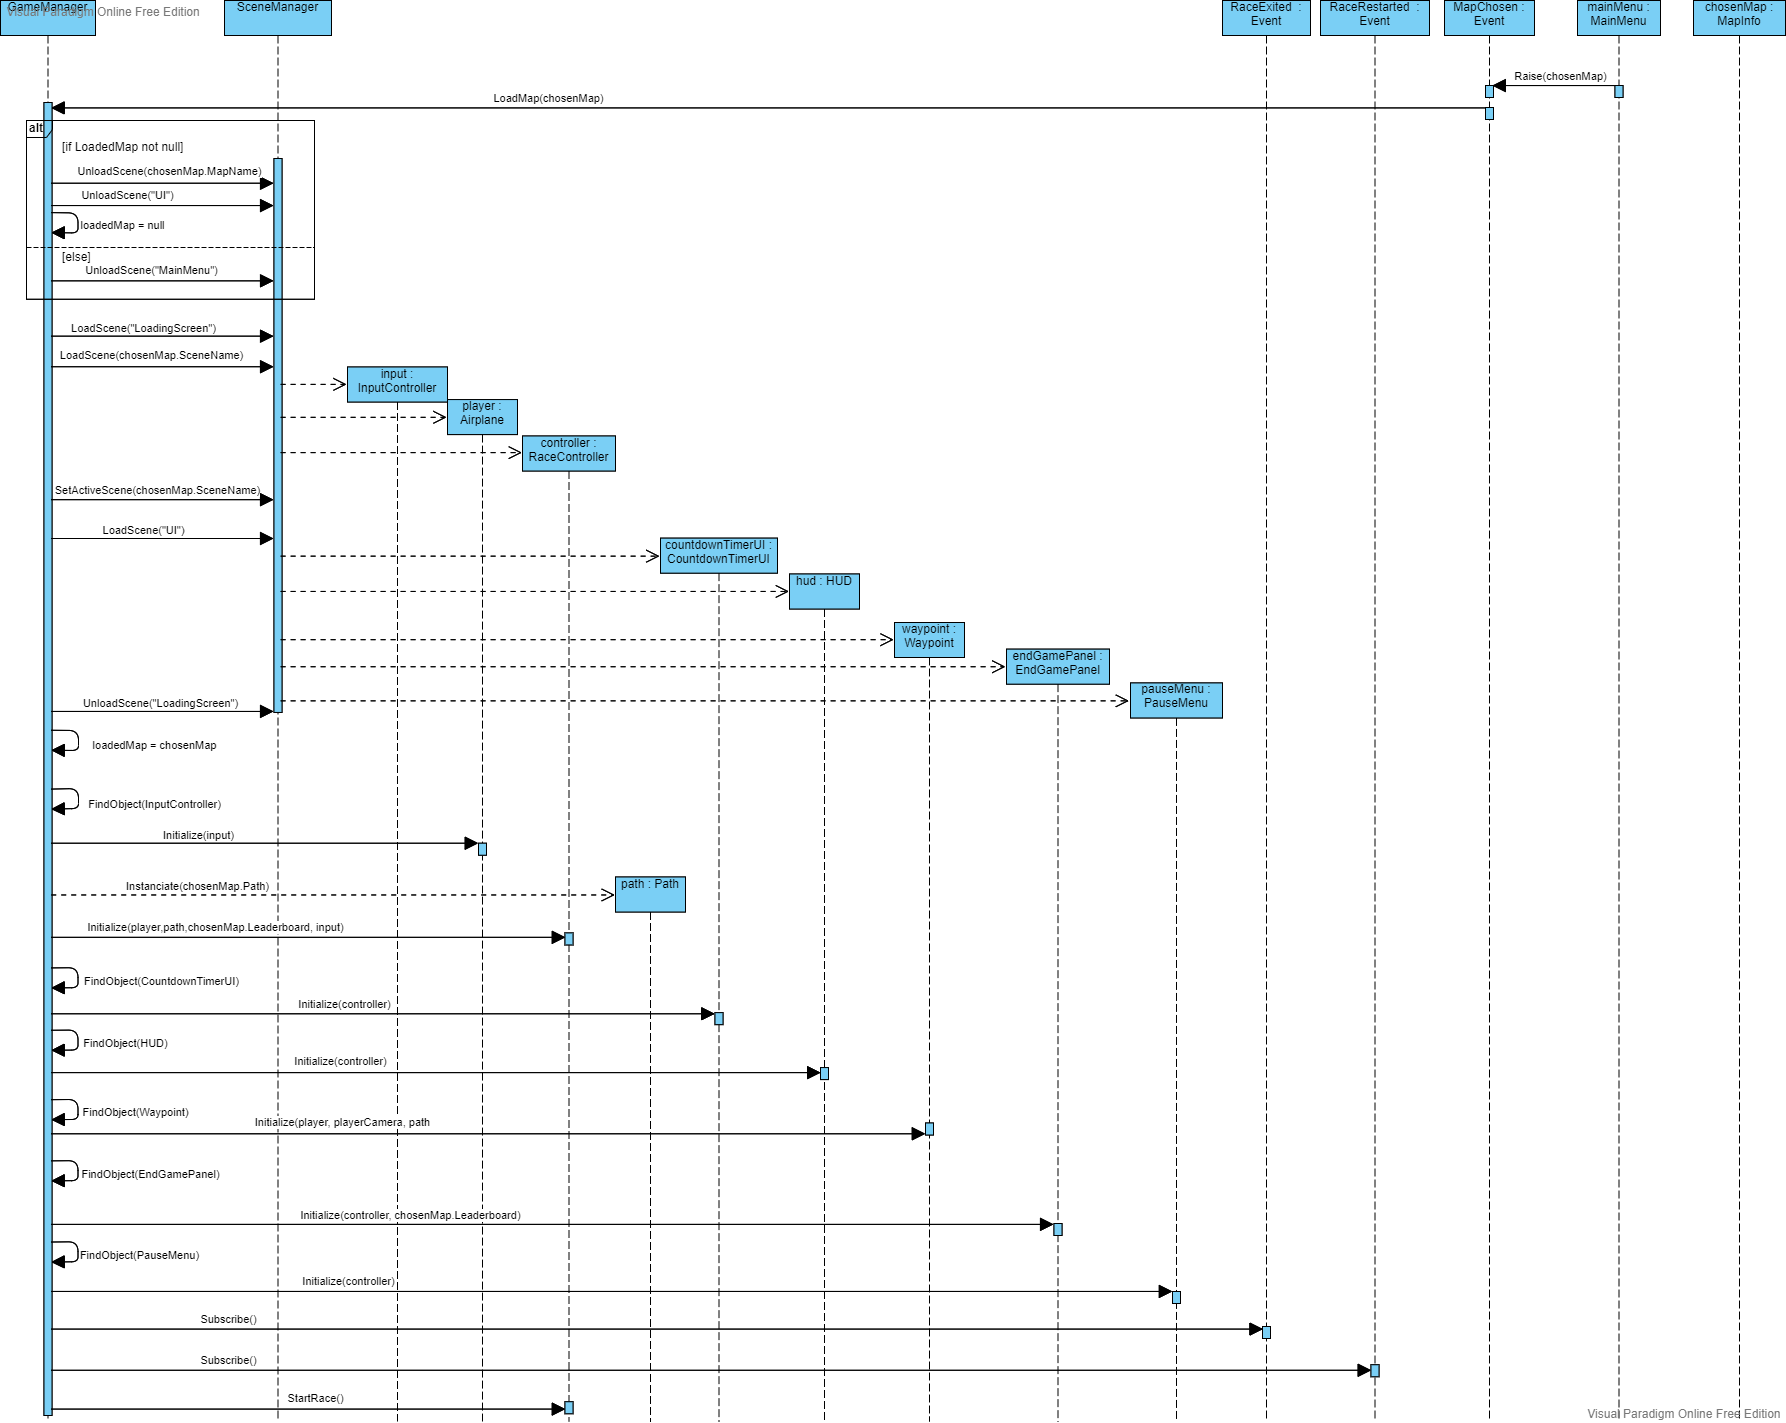 GameManager
Visual Paradigm Online Free Edition
SceneManager
RaceExited :
Event
RaceRestarted :
Event
MapChosen :
Event
mainMenu :
MainMenu
chosenMap :
MapInfo
Raise(chosenMap)
LoadMap(chosenMap)
alt
[if LoadedMap not null]
UnloadScene(chosenMap.MapName)
UnloadScene("UI")
loadedMap = null
[else]
UnloadScene("MainMenu")
LoadScene("LoadingScreen")
LoadScene(chosenMap.SceneName)
input :
InputController
player :
Airplane
controller :
RaceController
SetActiveScene(chosenMap.SceneName)
LoadScene("UI")
countdownTimerUI :
CountdownTimerUI
hud : HUD
waypoint :
Waypoint
endGamePanel :
EndGamePanel
pauseMenu :
PauseMenu
UnloadScene("LoadingScreen")
loadedMap = chosenMap
FindObject(InputController)
Initialize(input)
Instanciate(chosenMap.Path)
path : Path
Initialize(player,path,chosenMap.Leaderboard, input)
FindObject(CountdownTimerUI)
Initialize(controller)
FindObject(HUD)
Initialize(controller)
FindObject(Waypoint)
Initialize(player, playerCamera, path
FindObject(EndGamePanel)
Initialize(controller, chosenMap.Leaderboard)
FindObject(PauseMenu)
Initialize(controller)
Subscribe()
Subscribe()
StartRace()
Visual Paradigm Online Free Edition